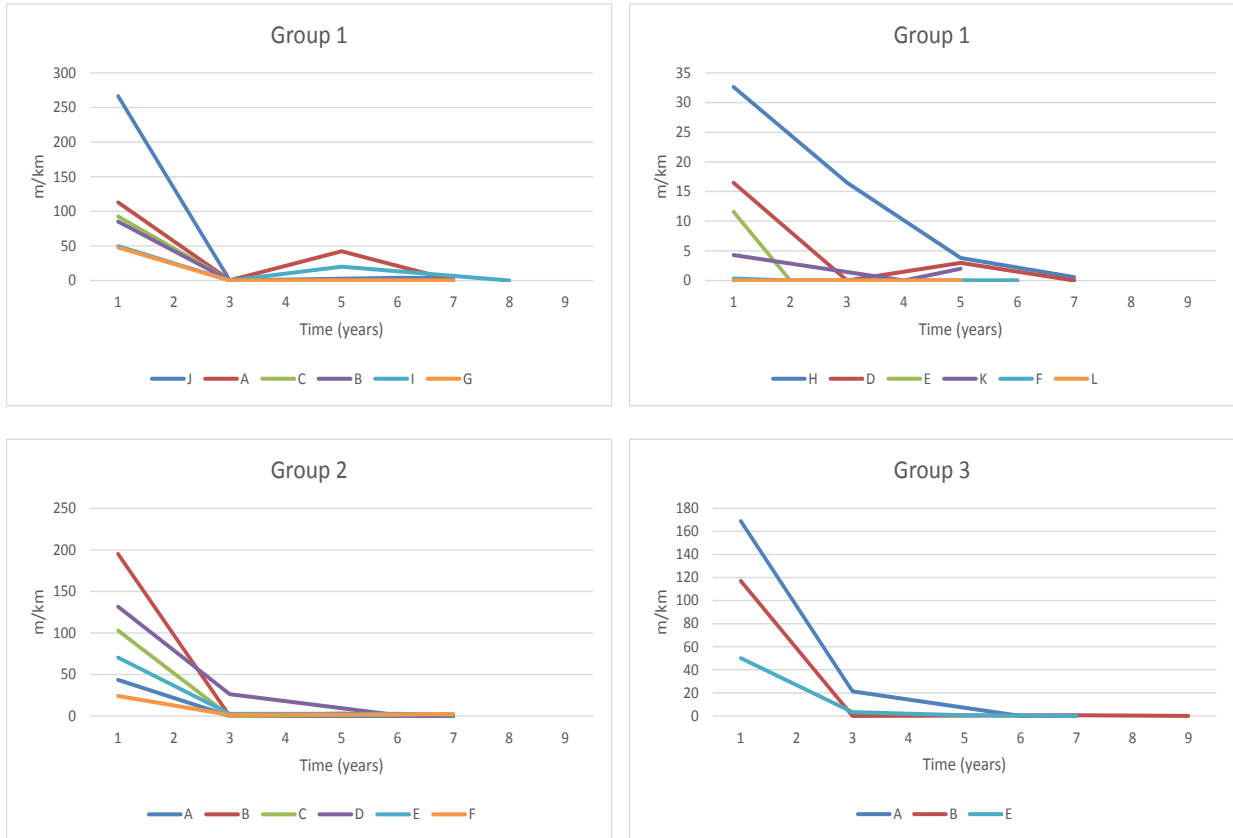 Group 1
300
250
200
150
100
50
0
m/km
1 2 3 4 5 6 7 8 9
Time (years)
J A C B I G
Group 1
35
30
25
20
15
10
5
0
m/km
1 2 3 4 5 6 7 8 9
Time (years)
H D E K F L
Group 2
250
200
150
100
50
0
m/km
1 2 3 4 5 6 7 8 9
Time (years)
A B C D E F
Group 3
180
160
140
120
100
80
60
40
20
0
m/km
1 2 3 4 5 6 7 8 9
Time (years)
A B E